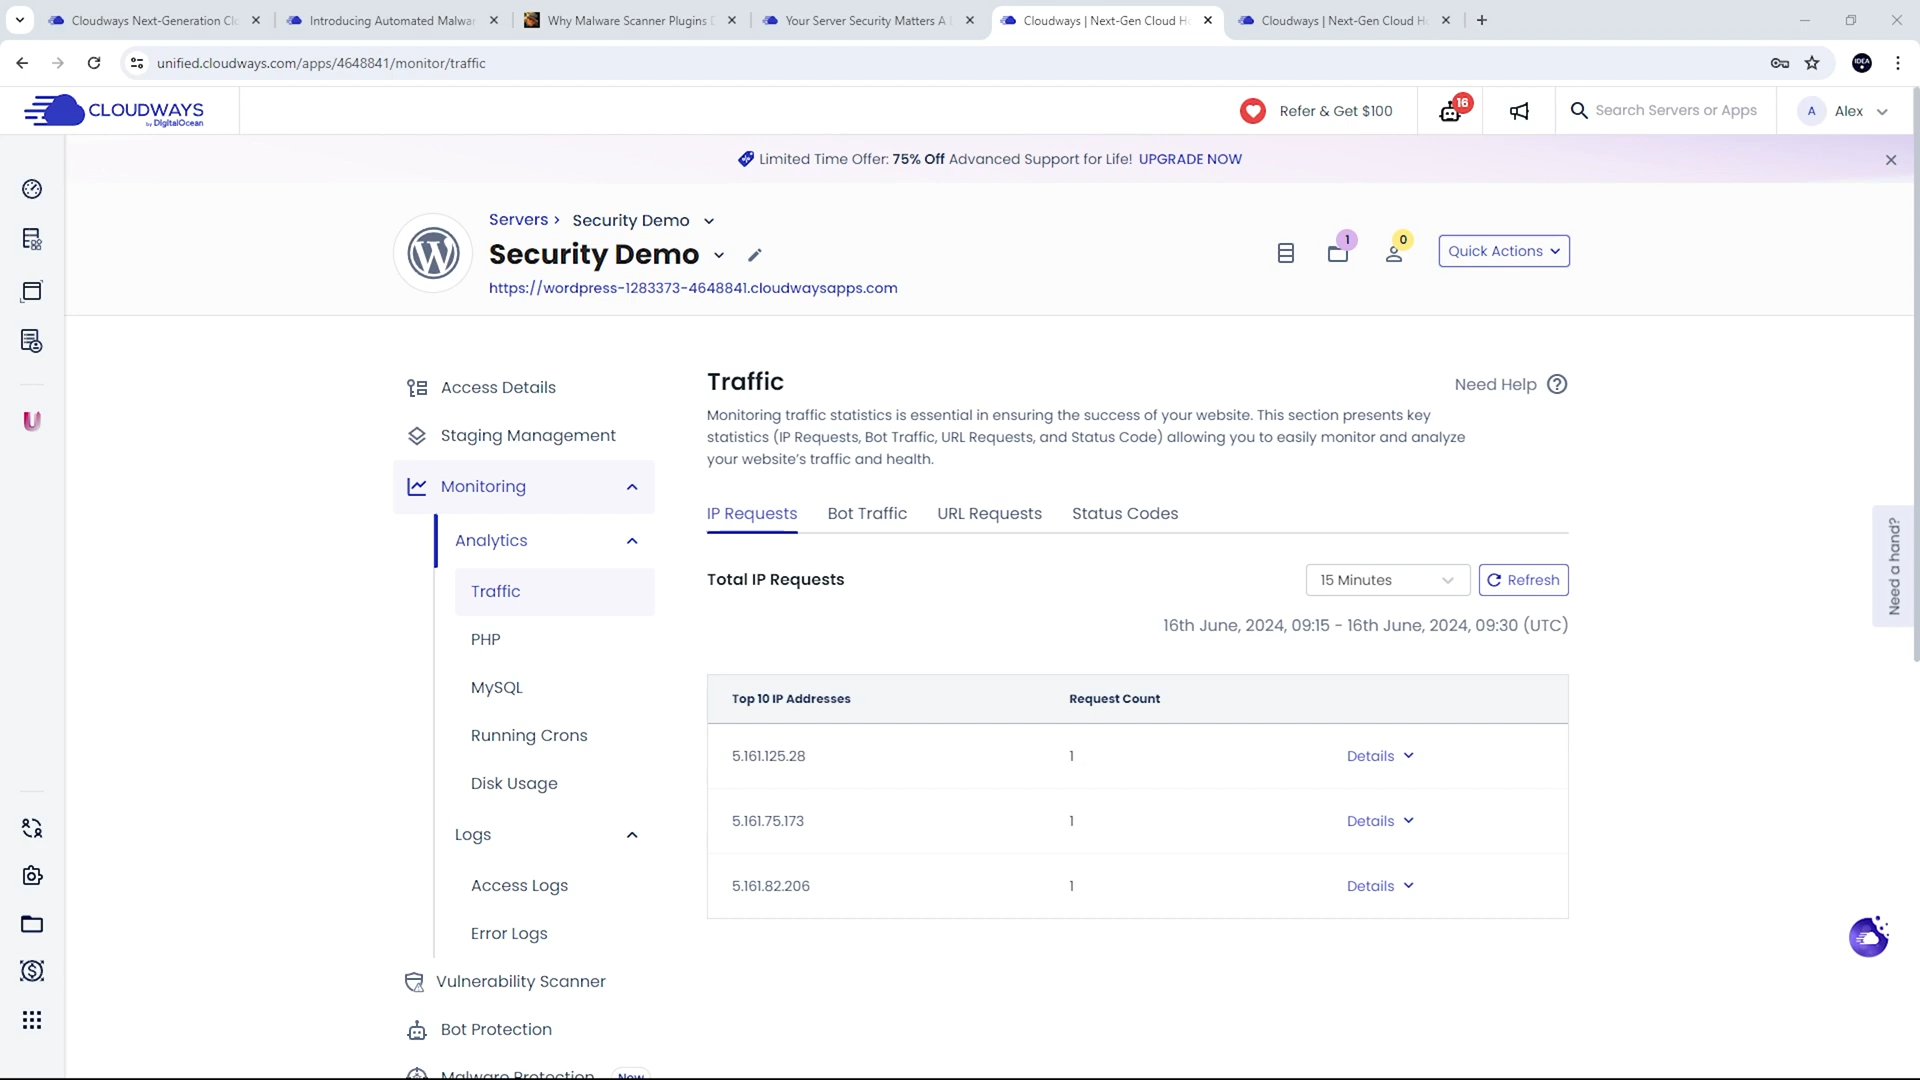 Cloudways Next-Generation Clo
Introducing Automated Malwar
Why Malware Scanner Plugins D
Your Server Security Matters A
Cloudways | Next-Gen Cloud Ho
Cloudways | Next-Gen Cloud Ho
unified.cloudways.com/apps/4648841/monitor/traffic
IDEA
CLOUDWAYS
by DigitalOcean
Refer & Get $100
16
Search Servers or Apps
A
Alex
Limited Time Offer: 75% Off Advanced Support for Life! UPGRADE NOW
Servers > Security Demo
Security Demo
https://wordpress-1283373-4648841.cloudwaysapps.com
1
0
Quick Actions
Access Details
Staging Management
Monitoring
Analytics
Traffic
PHP
MySQL
Running Crons
Disk Usage
Logs
Access Logs
Error Logs
Vulnerability Scanner
Bot Protection
Malware Protection New
Traffic
Need Help
Monitoring traffic statistics is essential in ensuring the success of your website. This section presents key
statistics (IP Requests, Bot Traffic, URL Requests, and Status Code) allowing you to easily monitor and analyze
your website's traffic and health.
IP Requests Bot Traffic URL Requests Status Codes
Total IP Requests
15 Minutes
Refresh
16th June, 2024, 09:15 - 16th June, 2024, 09:30 (UTC)
Top 10 IP Addresses Request Count
5.161.125.28 1 Details
5.161.75.173 1 Details
5.161.82.206 1 Details
Need a hand?